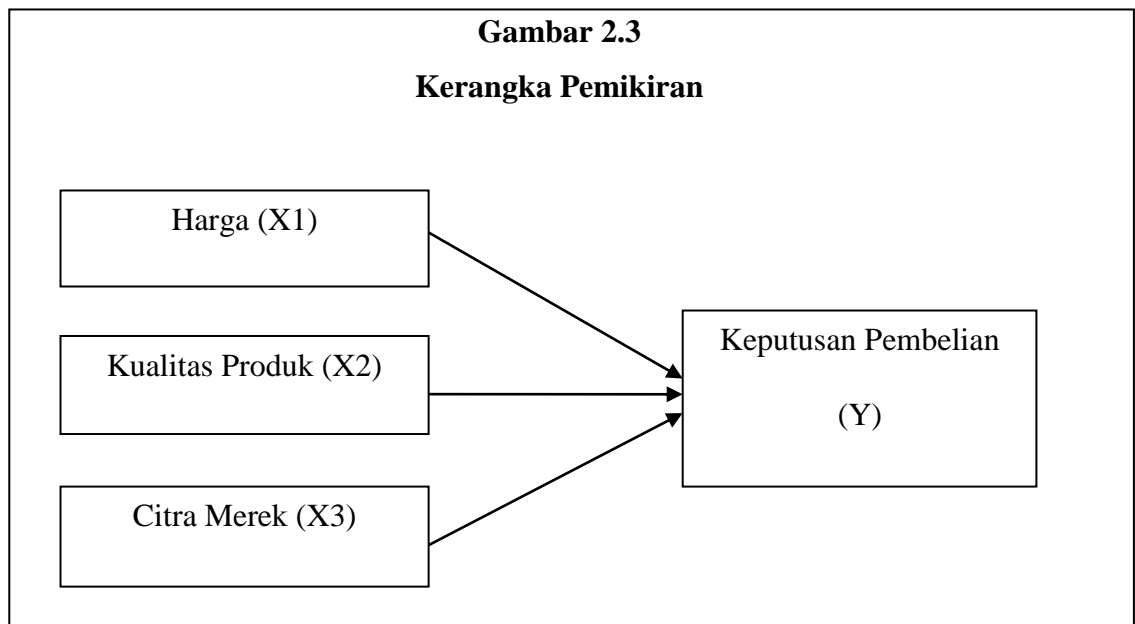 Gambar 2.3
Kerangka Pemikiran
Harga (X1)
Kualitas Produk (X2)
Citra Merek (X3)
Keputusan Pembelian
(Y)